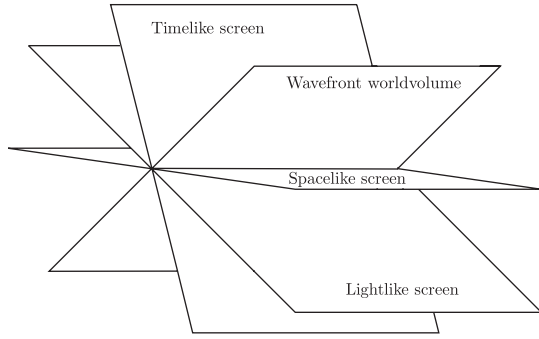 Timelike screen
Wavefront worldvolume
Spacelike screen
Lightlike screen